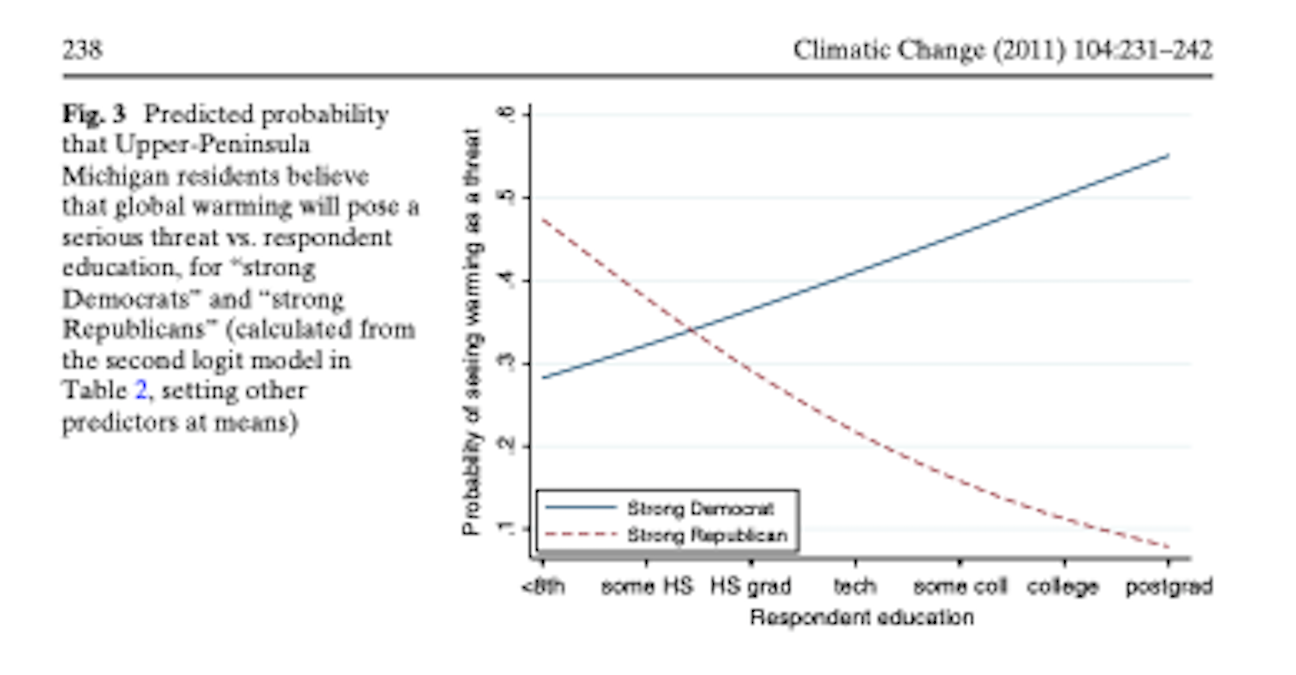 238
Climatic Change (2011) 104:231–242
Fig. 3 Predicted probability
that Upper-Peninsula
Michigan residents believe
that global warming will pose a
serious threat vs. respondent
education, for “strong
Democrats” and “strong
Republicans” (calculated from
the second logit model in
Table 2, setting other
predictors at means)
Probability of seeing warming as a threat
.6
.5
.4
.3
.2
.1
Strong Democrat
Strong Republican
<8th some HS HS grad tech some coll college postgrad
Respondent education